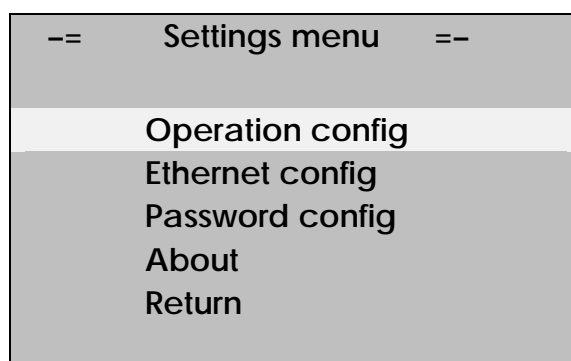 –= Settings menu =–
Operation config
Ethernet config
Password config
About
Return